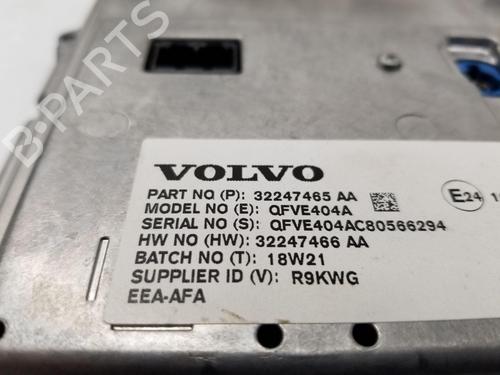 B-PARTS
VOLVO
PART NO (P): 32247465 AA
MODEL NO (E): QFVE404A
SERIAL NO (S): QFVE404AC80566294
HW NO (HW): 32247466 AA
BATCH NO (T): 18W21
SUPPLIER ID (V): R9KWG
EEA-AFA
E24